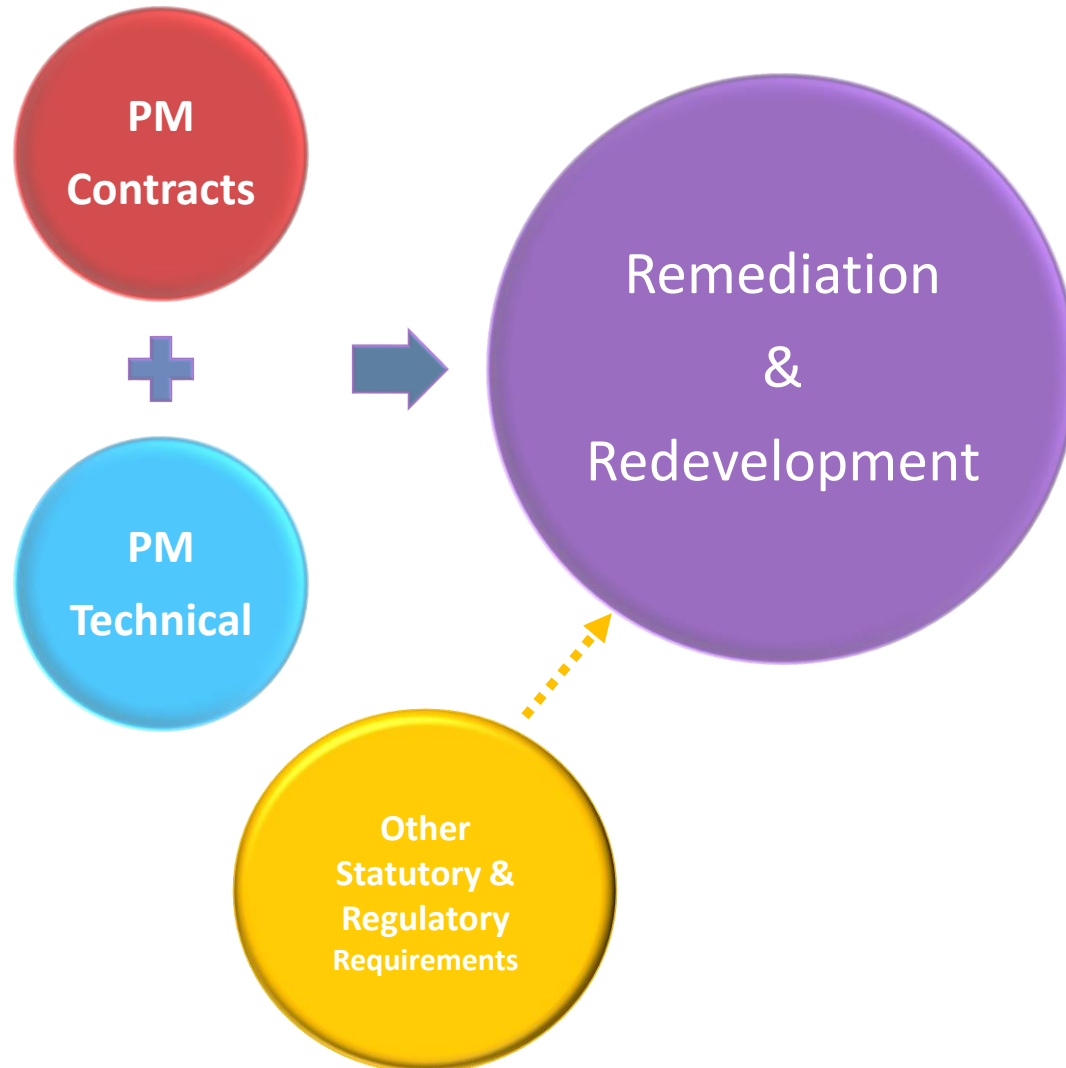 PM
Contracts
PM
Technical
Remediation
&
Redevelopment
Other
Statutory &
Regulatory
Requirements